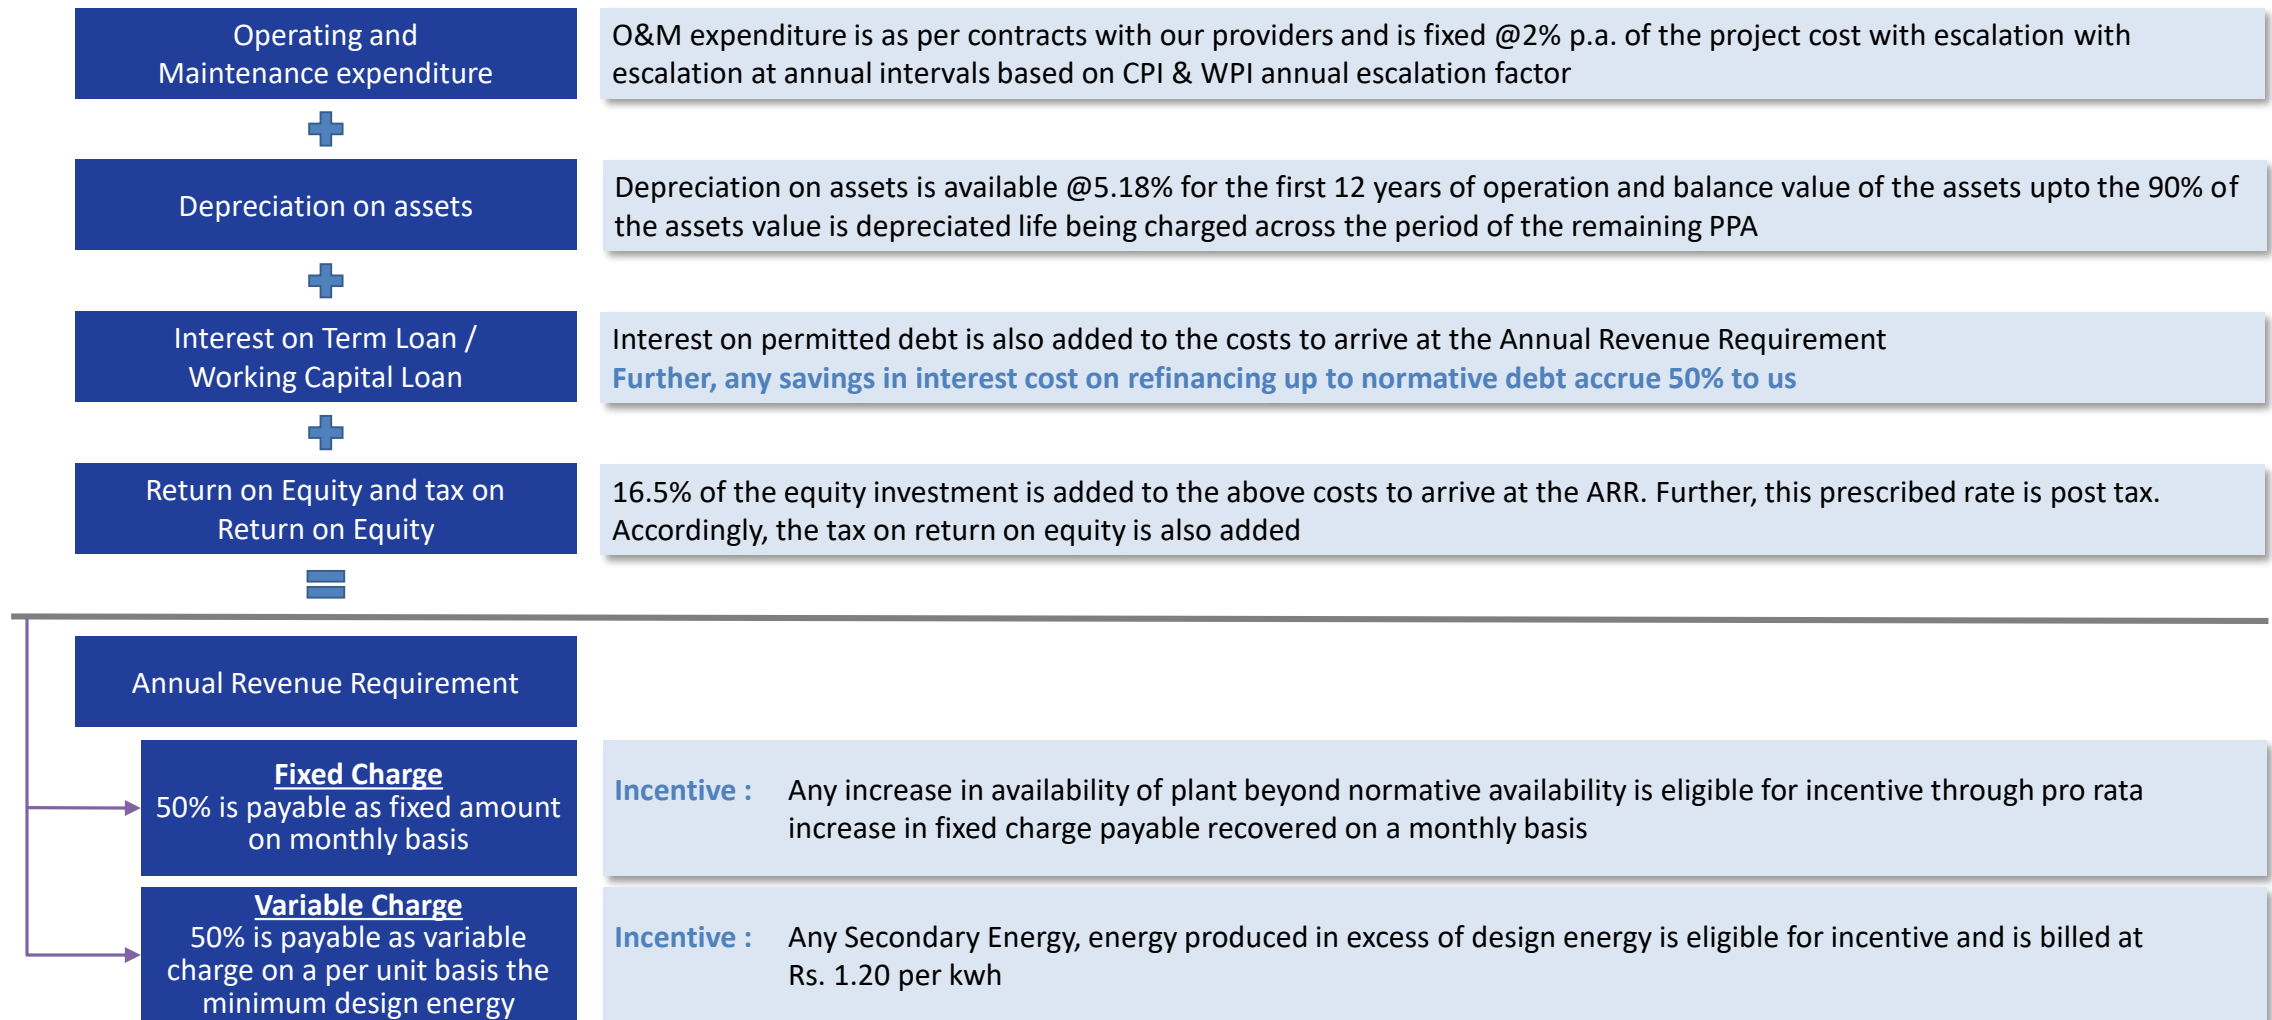 Operating and
Maintenance expenditure
O&M expenditure is as per contracts with our providers and is fixed @2% p.a. of the project cost with escalation with
escalation at annual intervals based on CPI & WPI annual escalation factor
Depreciation on assets
Depreciation on assets is available @5.18% for the first 12 years of operation and balance value of the assets upto the 90% of
the assets value is depreciated life being charged across the period of the remaining PPA
Interest on Term Loan /
Working Capital Loan
Interest on permitted debt is also added to the costs to arrive at the Annual Revenue Requirement
Further, any savings in interest cost on refinancing up to normative debt accrue 50% to us
Return on Equity and tax on
Return on Equity
16.5% of the equity investment is added to the above costs to arrive at the ARR. Further, this prescribed rate is post tax.
Accordingly, the tax on return on equity is also added
Annual Revenue Requirement
Fixed Charge
50% is payable as fixed amount
on monthly basis
Incentive : Any increase in availability of plant beyond normative availability is eligible for incentive through pro rata
increase in fixed charge payable recovered on a monthly basis
Variable Charge
50% is payable as variable
charge on a per unit basis the
minimum design energy
Incentive : Any Secondary Energy, energy produced in excess of design energy is eligible for incentive and is billed at
Rs. 1.20 per kwh